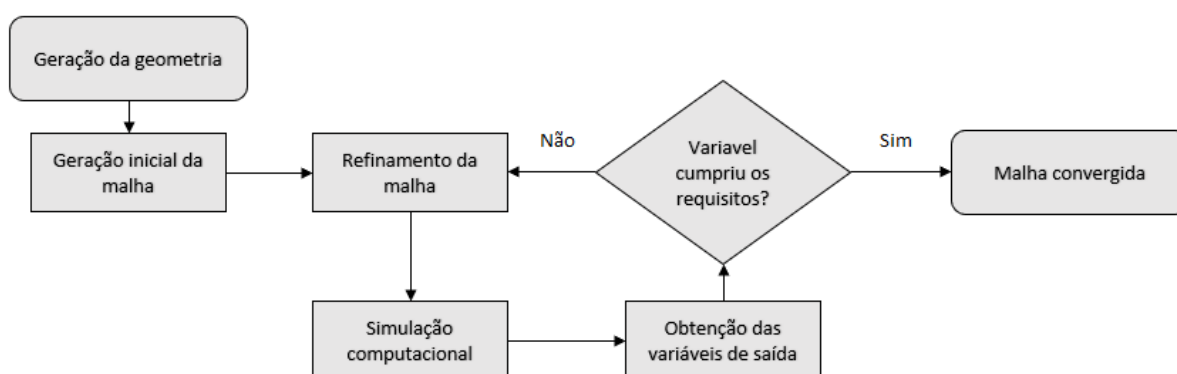 Geração da geometria
Geração inicial da
malha
Refinamento da
malha
Não
Variavel
cumpriu os
requisitos?
Sim
Malha convergida
Simulação
computacional
Obtenção das
variáveis de saída